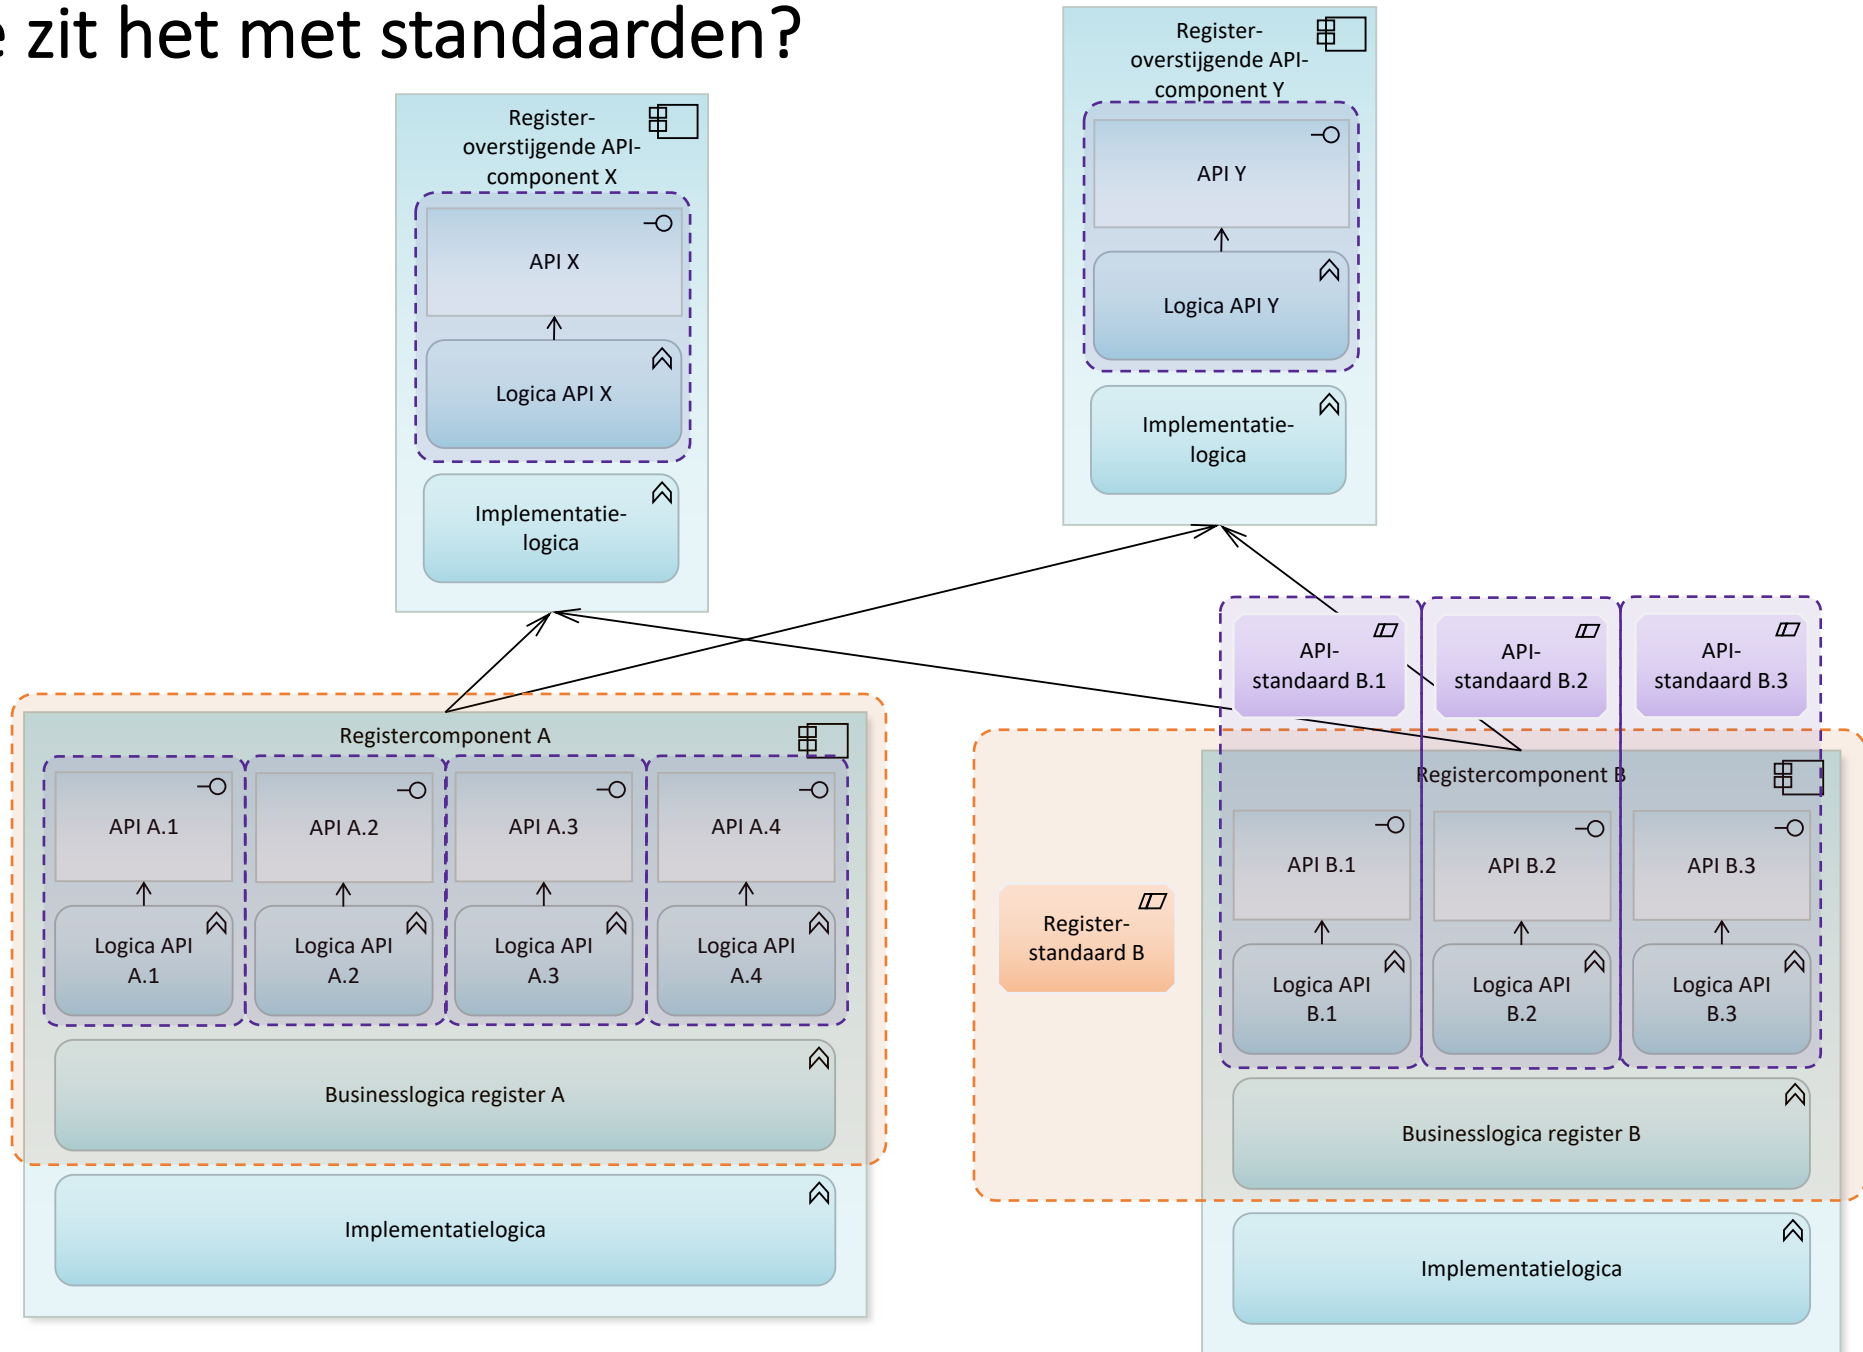 e zit het met standaarden?
Register-
overstijgende API-
component X
API X
Logica API X
Implementatie-
logica
Register-
overstijgende API-
component Y
API Y
Logica API Y
Implementatie-
logica
Registercomponent A
API A.1
API A.2
API A.3
API A.4
Logica API
A.1
Logica API
A.2
Logica API
A.3
Logica API
A.4
Businesslogica register A
Implementatielogica
API-
standaard B.1
API-
standaard B.2
API-
standaard B.3
Register-
standaard B
Registercomponent B
API B.1
API B.2
API B.3
Logica API
B.1
Logica API
B.2
Logica API
B.3
Businesslogica register B
Implementatielogica